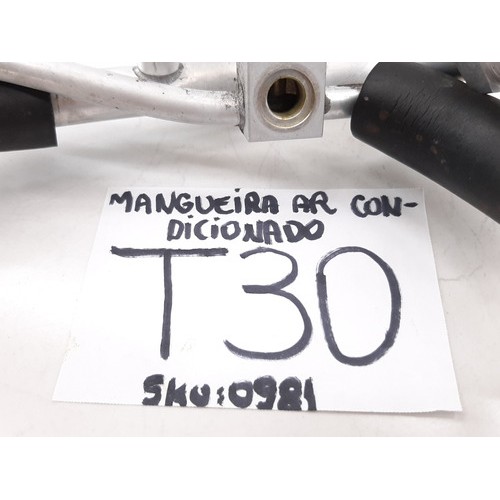 MANGUEIRA AR CON-
DICIONADO
T30
SKU:0981